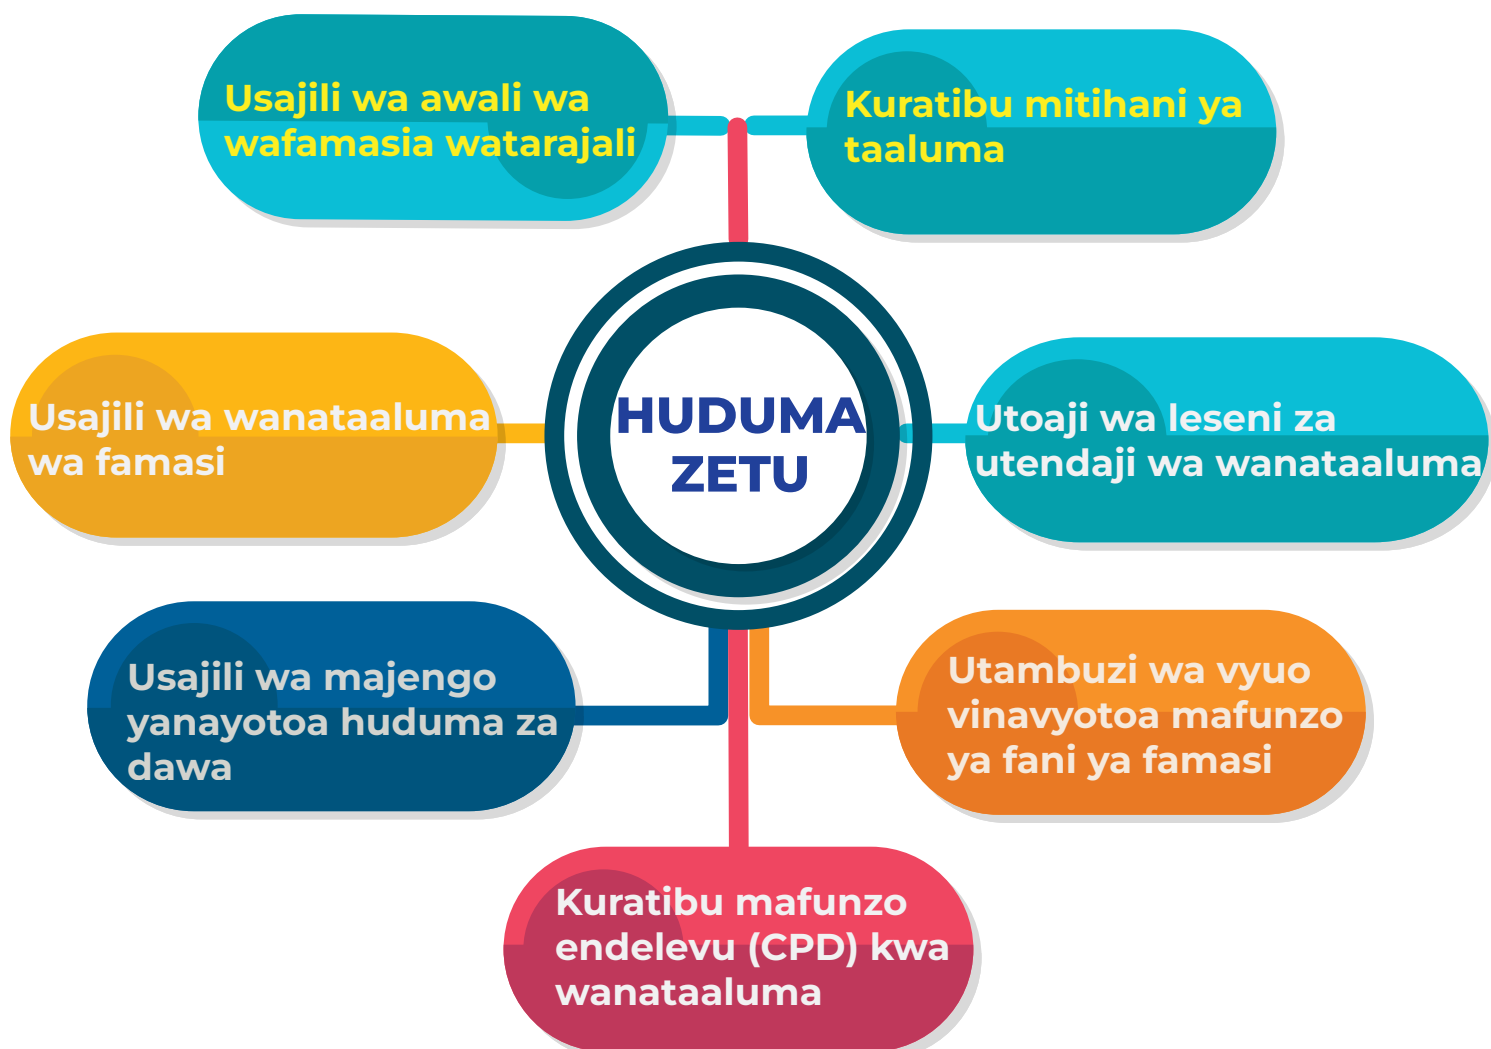 Usajili wa awali wa
wafamasia watarajali
Kuratibu mitihani ya
taaluma
Usajili wa wanataaluma
wa famasi
HUDUMA
ZETU
Utoaji wa leseni za
utendaji wa wanataaluma
Usajili wa majengo
yanayotoa huduma za
dawa
Utambuzi wa vyuo
vinavyotoa mafunzo
ya fani ya famasi
Kuratibu mafunzo
endelevu (CPD) kwa
wanataaluma